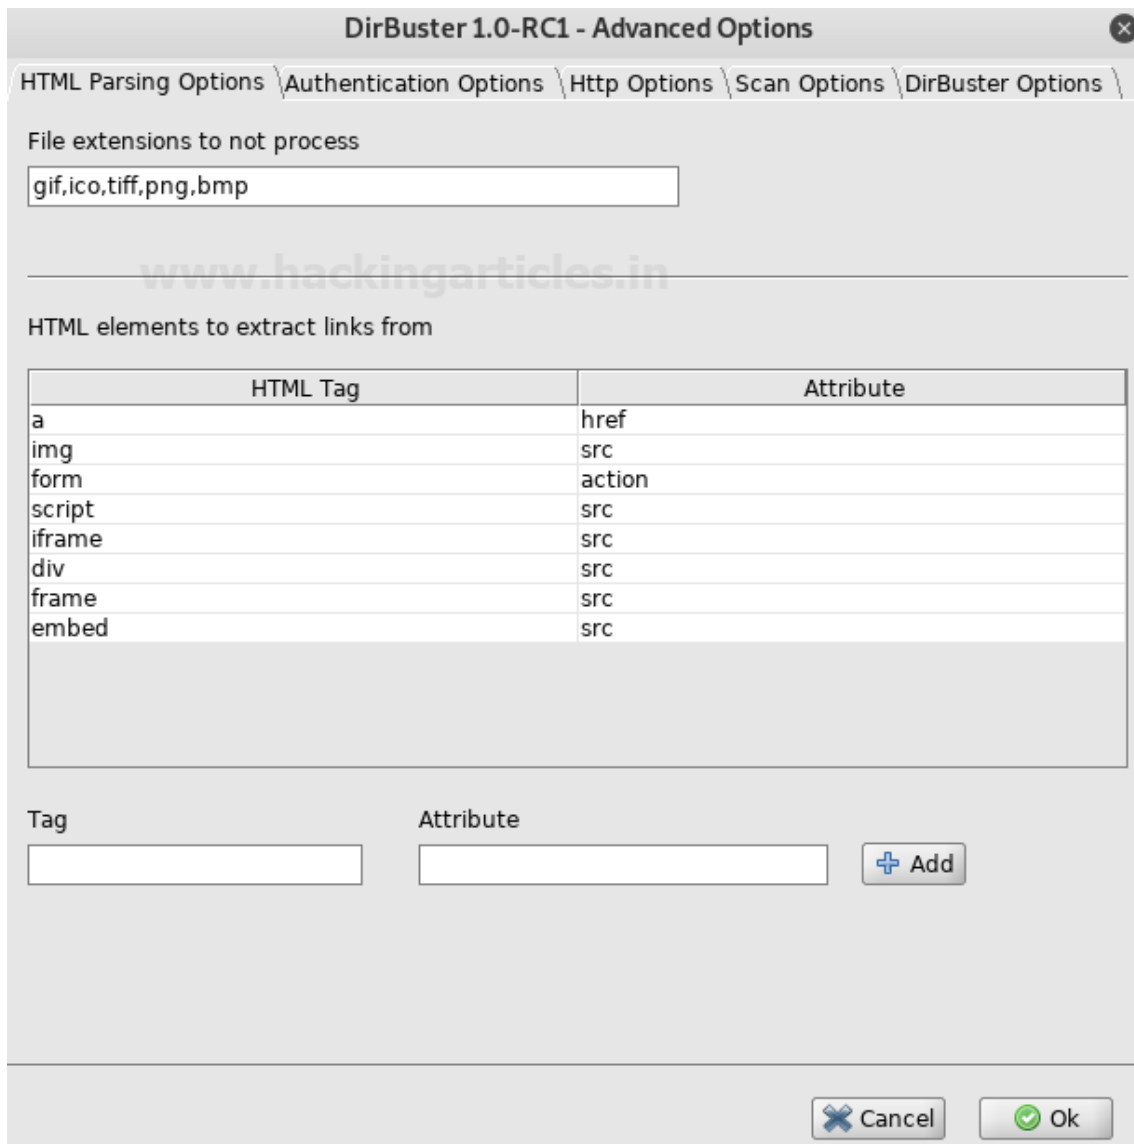 DirBuster 1.0-RC1 - Advanced Options
HTML Parsing Options Authentication Options Http Options Scan Options DirBuster Options
File extensions to not process
gif,ico,tiff,png,bmp
www.hackingarticles.in
HTML elements to extract links from
HTML Tag Attribute
a href
img src
form action
script src
iframe src
div src
frame src
embed src
Tag Attribute
Add
Cancel Ok